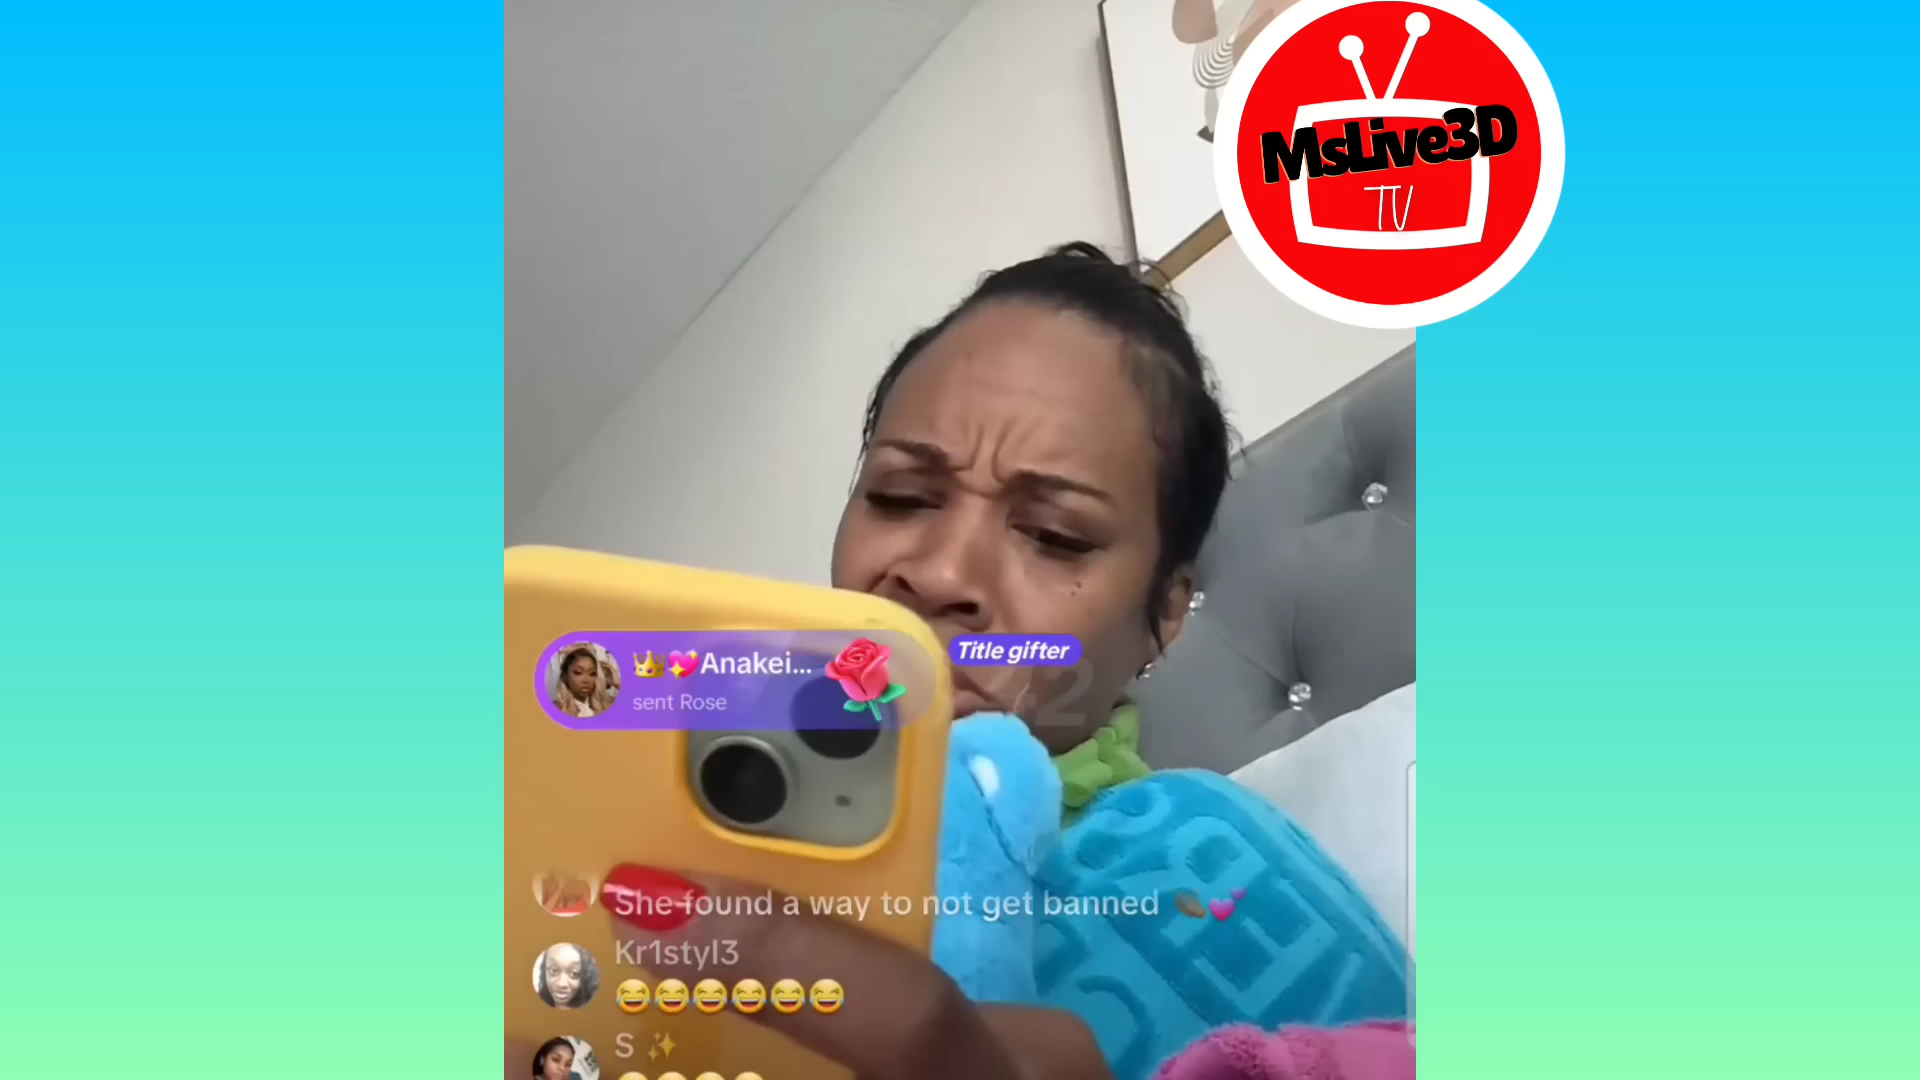 MsLive3D
TV
Title gifter
👑💖Anakei...
sent Rose
She found a way to not get banned 💕
Kr1styl3
😂😂😂😂😂😂
S ✨